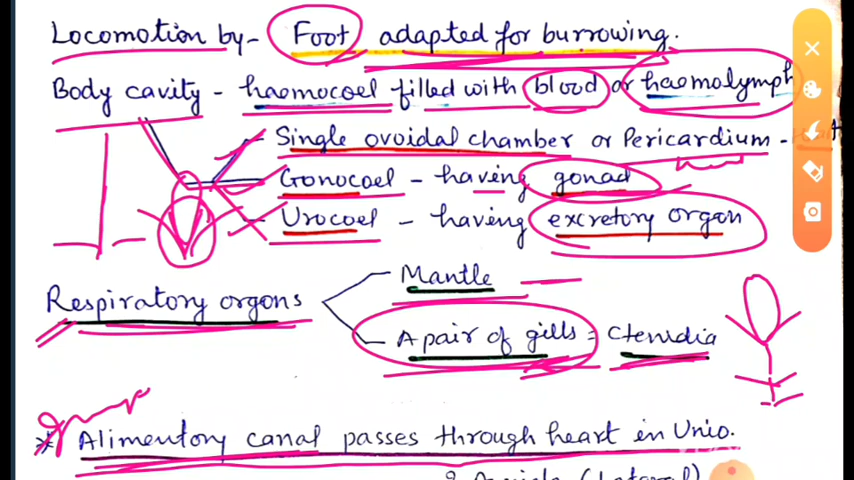 Locomotion by- Foot adapted for burrowing.
Body cavity - haemocoel filled with blood or haemolymph
Single ovoidal chamber or Pericardium -
Gonocoel - having gonad
Urocoel - having excretory organ
Respiratory organs
Mantle
A pair of gills = Ctenidia
* Alimentory canal passes through heart in Unio.